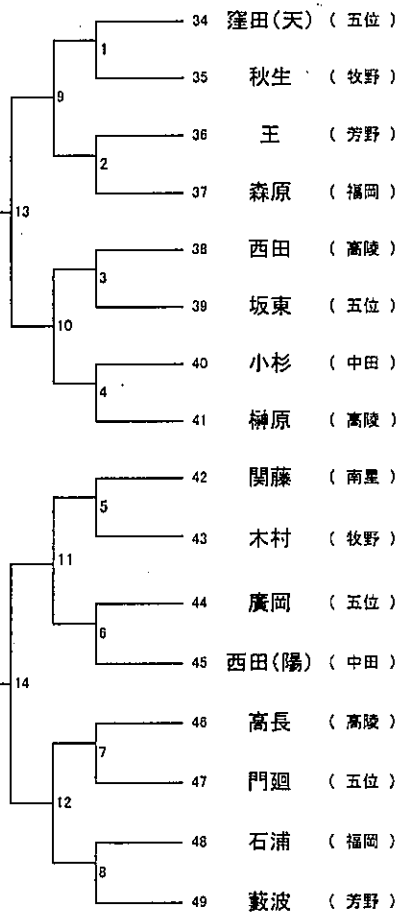 34 窪田(天) ( 五位 )
1
35 秋生 ( 牧野 )
9
36 王 ( 芳野 )
2
37 森原 ( 福岡 )
13
38 西田 ( 高陵 )
3
39 坂東 ( 五位 )
10
40 小杉 ( 中田 )
4
41 榊原 ( 高陵 )
42 関藤 ( 南星 )
5
43 木村 ( 牧野 )
11
44 廣岡 ( 五位 )
6
45 西田(陽) ( 中田 )
14
46 高長 ( 高陵 )
7
47 門廻 ( 五位 )
12
48 石浦 ( 福岡 )
8
49 藪波 ( 芳野 )